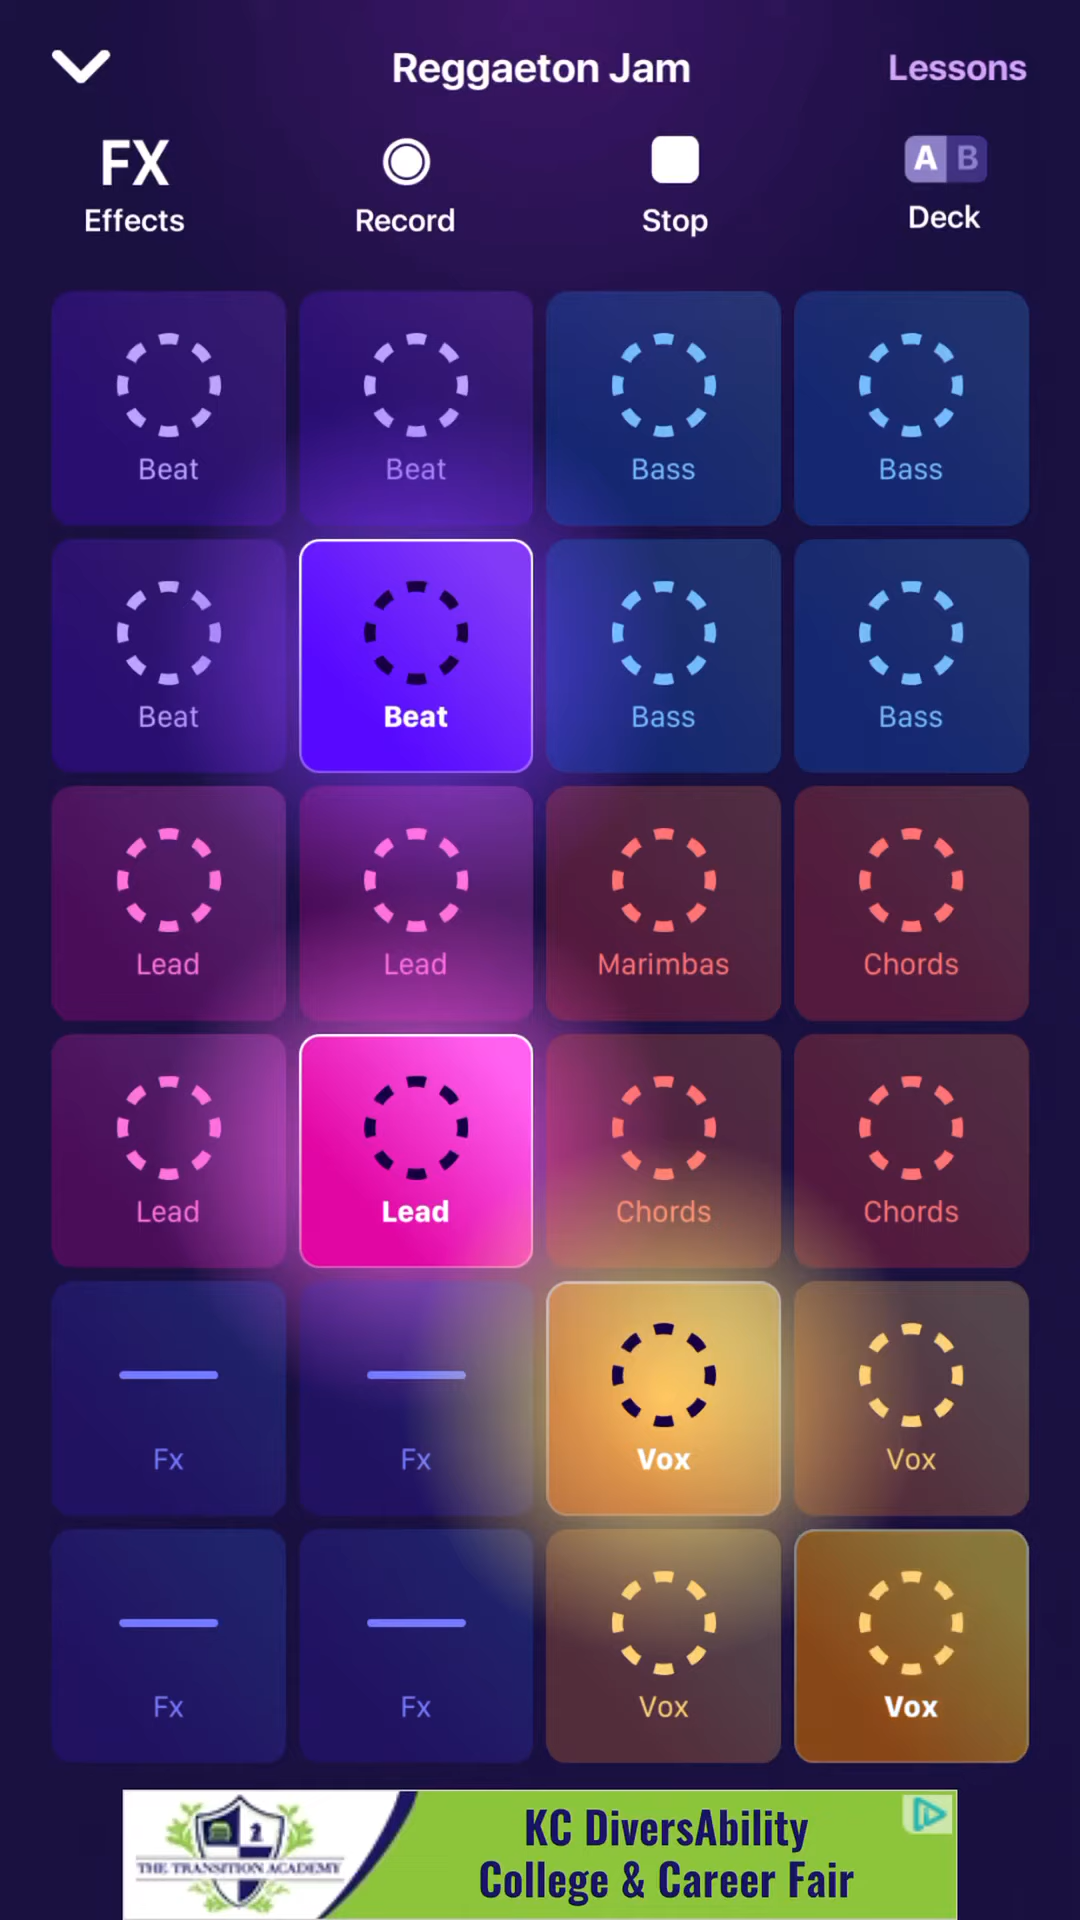 Reggaeton Jam
Lessons
FX
Effects
Record
Stop
A B
Deck
Beat
Beat
Bass
Bass
Beat
Beat
Bass
Bass
Lead
Lead
Marimbas
Chords
Lead
Lead
Chords
Chords
Fx
Fx
Vox
Vox
Fx
Fx
Vox
Vox
THE TRANSITION ACADEMY
KC DiversAbility
College & Career Fair